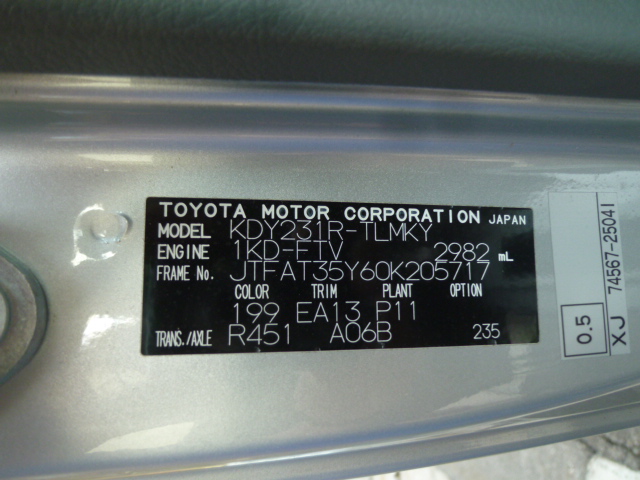 TOYOTA MOTOR CORPORATION JAPAN
MODEL KDY231R-TLMKY
ENGINE 1KD-FTV 2982 mL
FRAME NO. JTFAT35Y60K205717
COLOR TRIM PLANT OPTION
199 EA13 P11
TRANS./AXLE R451 A06B 235
74567-25041
0.5 XJ